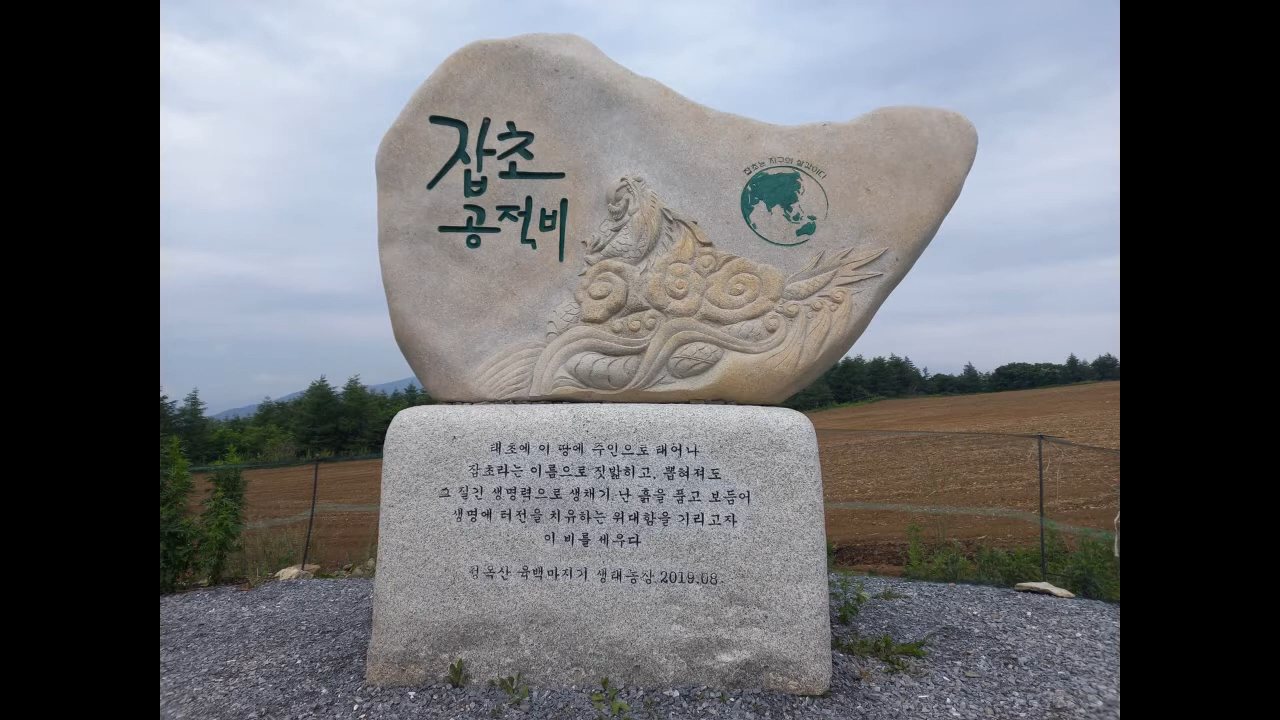 잡초
공적비
잡초는 지구의 살갗이다
태초에 이 땅에 주인으로 태어나
잡초라는 이름으로 짓밟히고, 뽑혀져도
그 질긴 생명력으로 생채기 난 흙을 품고 보듬어
생명에 터전을 치유하는 위대함을 기리고자
이 비를 세우다
청옥산 육백마지기 생태농장 2019.08.